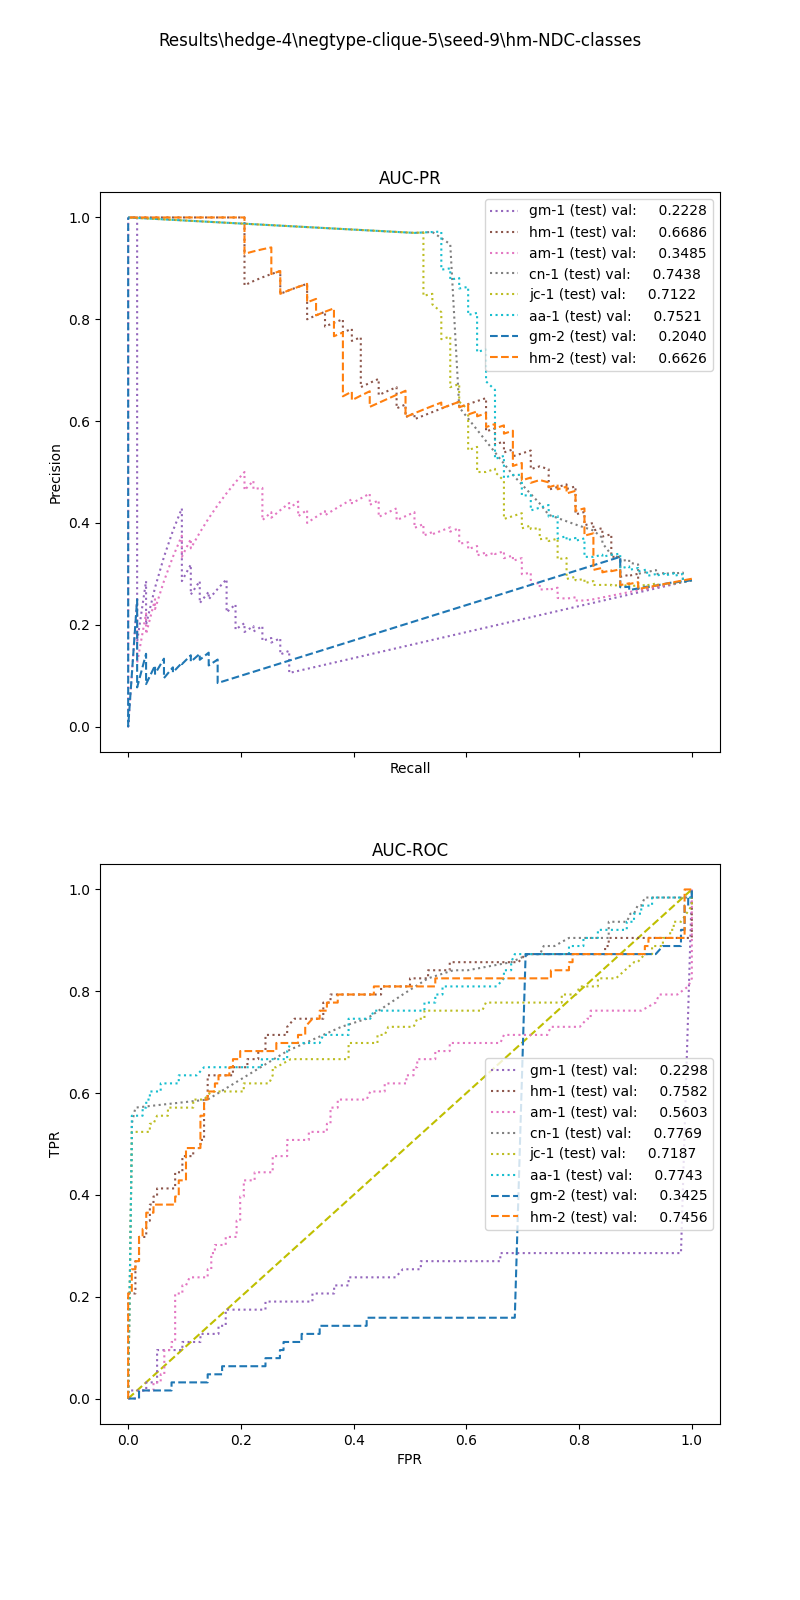 Results\hedge-4\negtype-clique-5\seed-9\hm-NDC-classes
AUC-PR
1.0
0.8
0.6
0.4
0.2
0.0
Precision
gm-1 (test) val: 0.2228
hm-1 (test) val: 0.6686
am-1 (test) val: 0.3485
cn-1 (test) val: 0.7438
jc-1 (test) val: 0.7122
aa-1 (test) val: 0.7521
gm-2 (test) val: 0.2040
hm-2 (test) val: 0.6626
Recall
AUC-ROC
1.0
0.8
0.6
0.4
0.2
0.0
TPR
gm-1 (test) val: 0.2298
hm-1 (test) val: 0.7582
am-1 (test) val: 0.5603
cn-1 (test) val: 0.7769
jc-1 (test) val: 0.7187
aa-1 (test) val: 0.7743
gm-2 (test) val: 0.3425
hm-2 (test) val: 0.7456
0.0 0.2 0.4 0.6 0.8 1.0
FPR